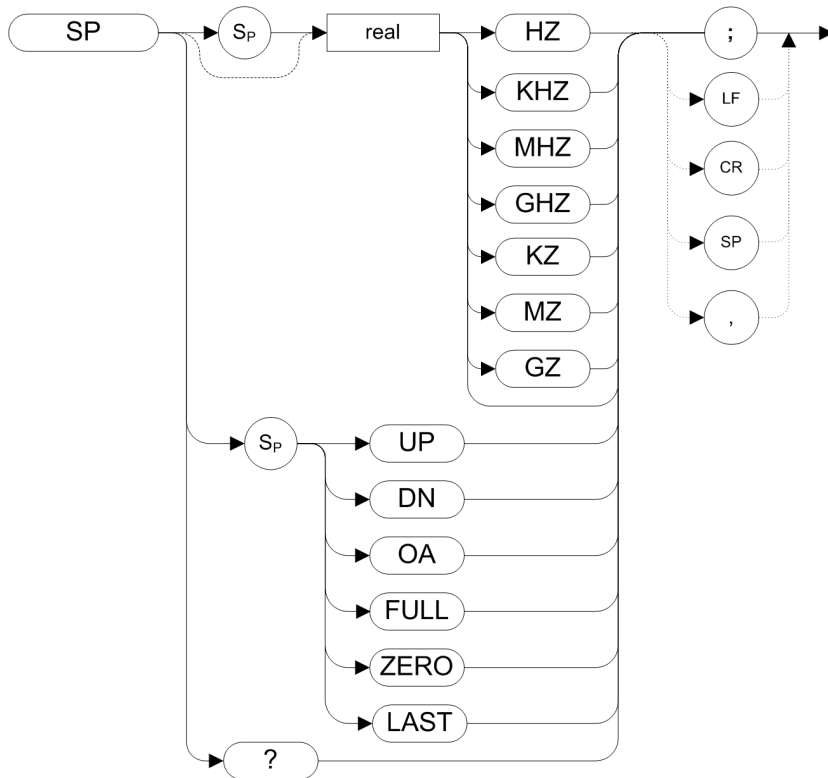 SP
SP
real
HZ
;
KHZ
LF
MHZ
CR
GHZ
KZ
SP
MZ
,
GZ
SP
UP
DN
OA
FULL
ZERO
LAST
?